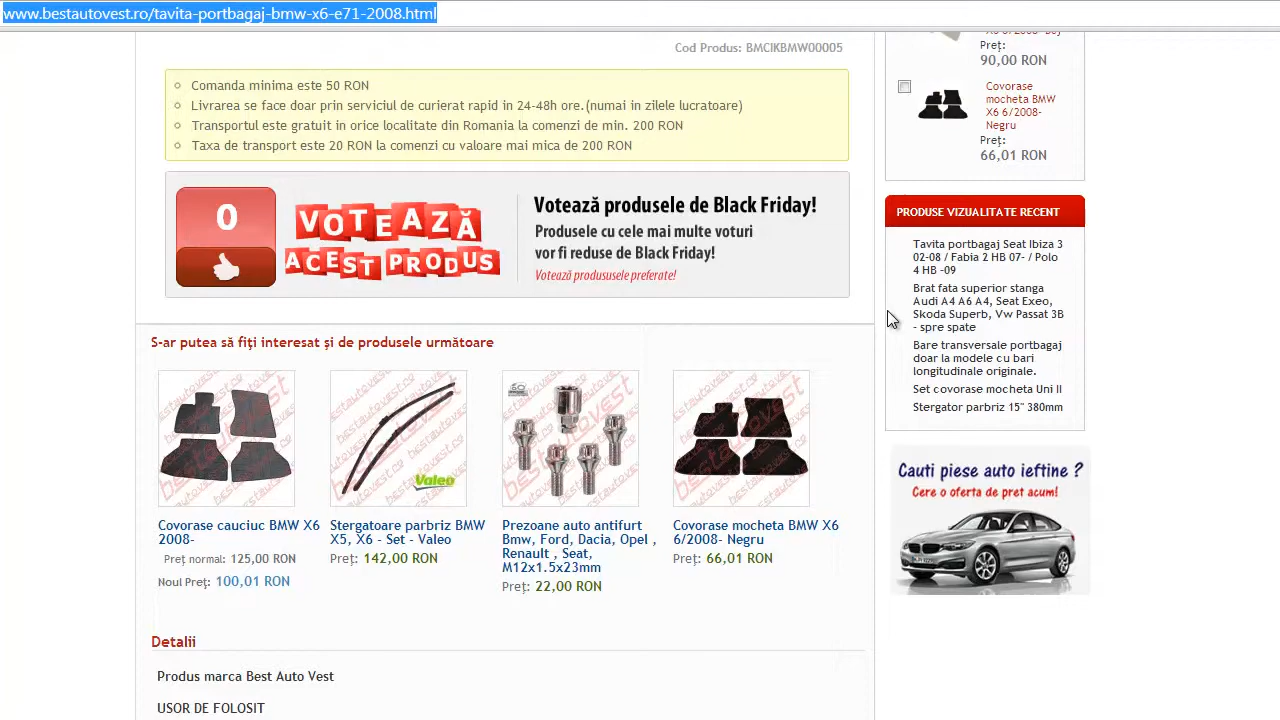 www.bestautovest.ro/tavita-portbagaj-bmw-x6-e71-2008.html
Cod Produs: BMCIKBMW00005
Comanda minima este 50 RON
Livrarea se face doar prin serviciul de curierat rapid in 24-48h ore.(numai in zilele lucratoare)
Transportul este gratuit in orice localitate din Romania la comenzi de min. 200 RON
Taxa de transport este 20 RON la comenzi cu valoare mai mica de 200 RON
0
VOTEAZĂ
ACEST PRODUS
Votează produsele de Black Friday!
Produsele cu cele mai multe voturi
vor fi reduse de Black Friday!
Votează prodususele preferate!
S-ar putea să fiți interesat și de produsele următoare
Covorase cauciuc BMW X6
2008-
Preț normal: 125,00 RON
Noul Preț: 100,01 RON
Valeo
Stergatoare parbriz BMW
X5, X6 - Set - Valeo
Preț: 142,00 RON
Prezoane auto antifurt
Bmw, Ford, Dacia, Opel ,
Renault , Seat,
M12x1.5x23mm
Preț: 22,00 RON
Covorase mocheta BMW X6
6/2008- Negru
Preț: 66,01 RON
Detalii
Produs marca Best Auto Vest
USOR DE FOLOSIT
X6 6/2008- Bej
Preț:
90,00 RON
Covorase
mocheta BMW
X6 6/2008-
Negru
Preț:
66,01 RON
PRODUSE VIZUALITATE RECENT
Tavita portbagaj Seat Ibiza 3
02-08 / Fabia 2 HB 07- / Polo
4 HB -09
Brat fata superior stanga
Audi A4 A6 A4, Seat Exeo,
Skoda Superb, Vw Passat 3B
- spre spate
Bare transversale portbagaj
doar la modele cu bari
longitudinale originale.
Set covorase mocheta Uni II
Stergator parbriz 15" 380mm
Cauti piese auto ieftine ?
Cere o oferta de pret acum!